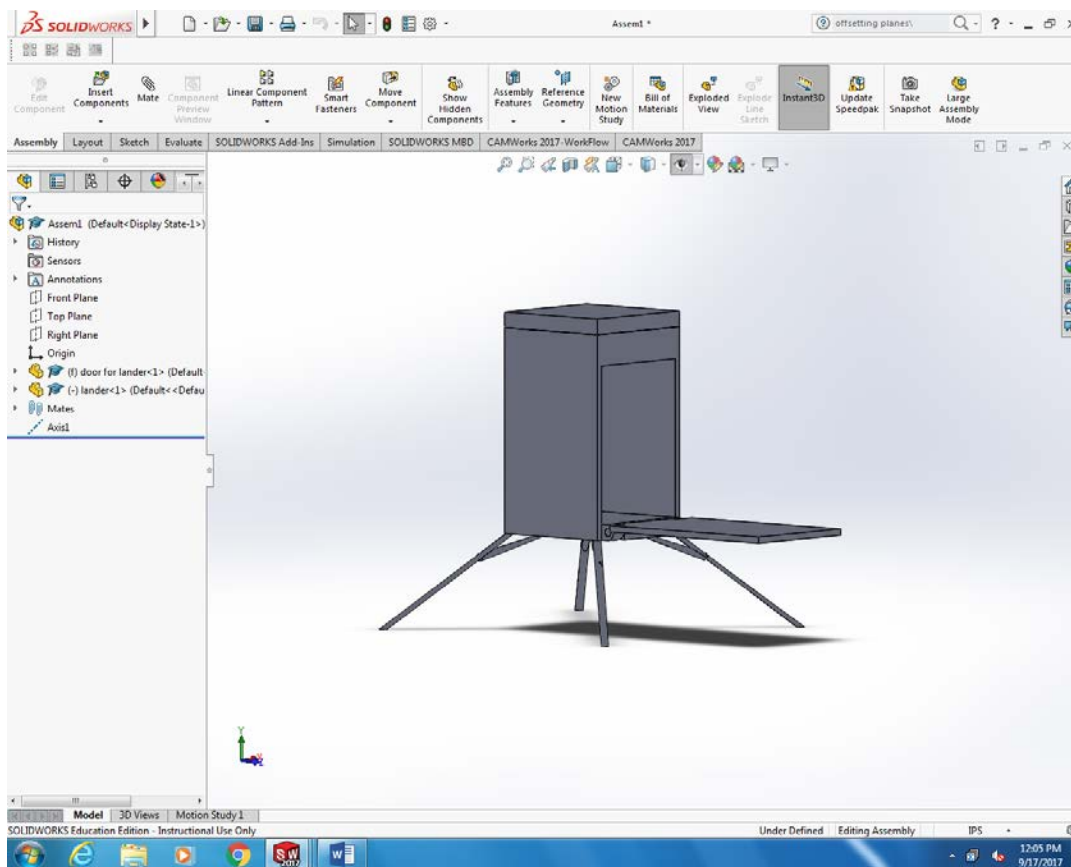 SOLIDWORKS
Assem1 *
offsetting planes\
Edit Component
Insert Components
Mate
Component Preview Window
Linear Component Pattern
Smart Fasteners
Move Component
Show Hidden Components
Assembly Features
Reference Geometry
New Motion Study
Bill of Materials
Exploded View
Explode Line Sketch
Instant3D
Update Speedpak
Take Snapshot
Large Assembly Mode
Assembly Layout Sketch Evaluate SOLIDWORKS Add-Ins Simulation SOLIDWORKS MBD CAMWorks 2017-WorkFlow CAMWorks 2017
Assem1 (Default<Display State-1>)
History
Sensors
Annotations
Front Plane
Top Plane
Right Plane
Origin
(f) door for lander<1> (Default
(-) lander<1> (Default<<Defau
Mates
Axis1
Y
Model 3D Views Motion Study 1
SOLIDWORKS Education Edition - Instructional Use Only
Under Defined Editing Assembly IPS
SW 2017
W
12:05 PM
9/17/2017